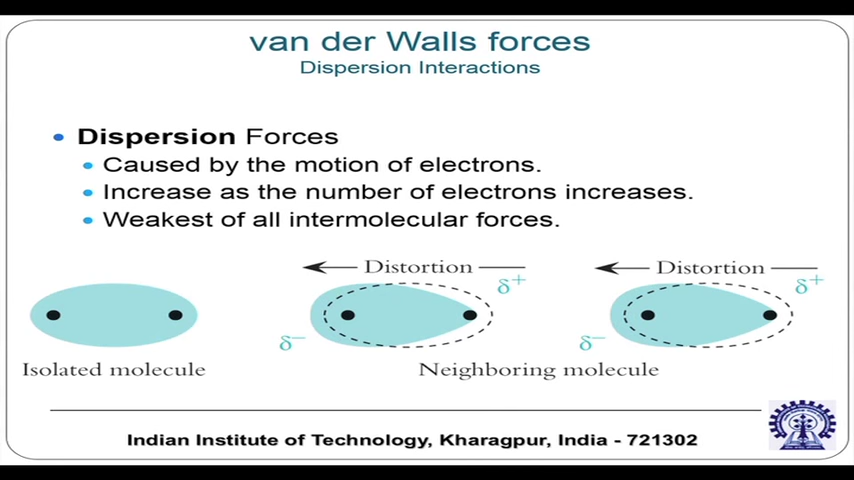 van der Walls forces
Dispersion Interactions
• Dispersion Forces
• Caused by the motion of electrons.
• Increase as the number of electrons increases.
• Weakest of all intermolecular forces.
Distortion
Distortion
δ+
δ+
δ−
δ−
Isolated molecule
Neighboring molecule
Indian Institute of Technology, Kharagpur, India - 721302